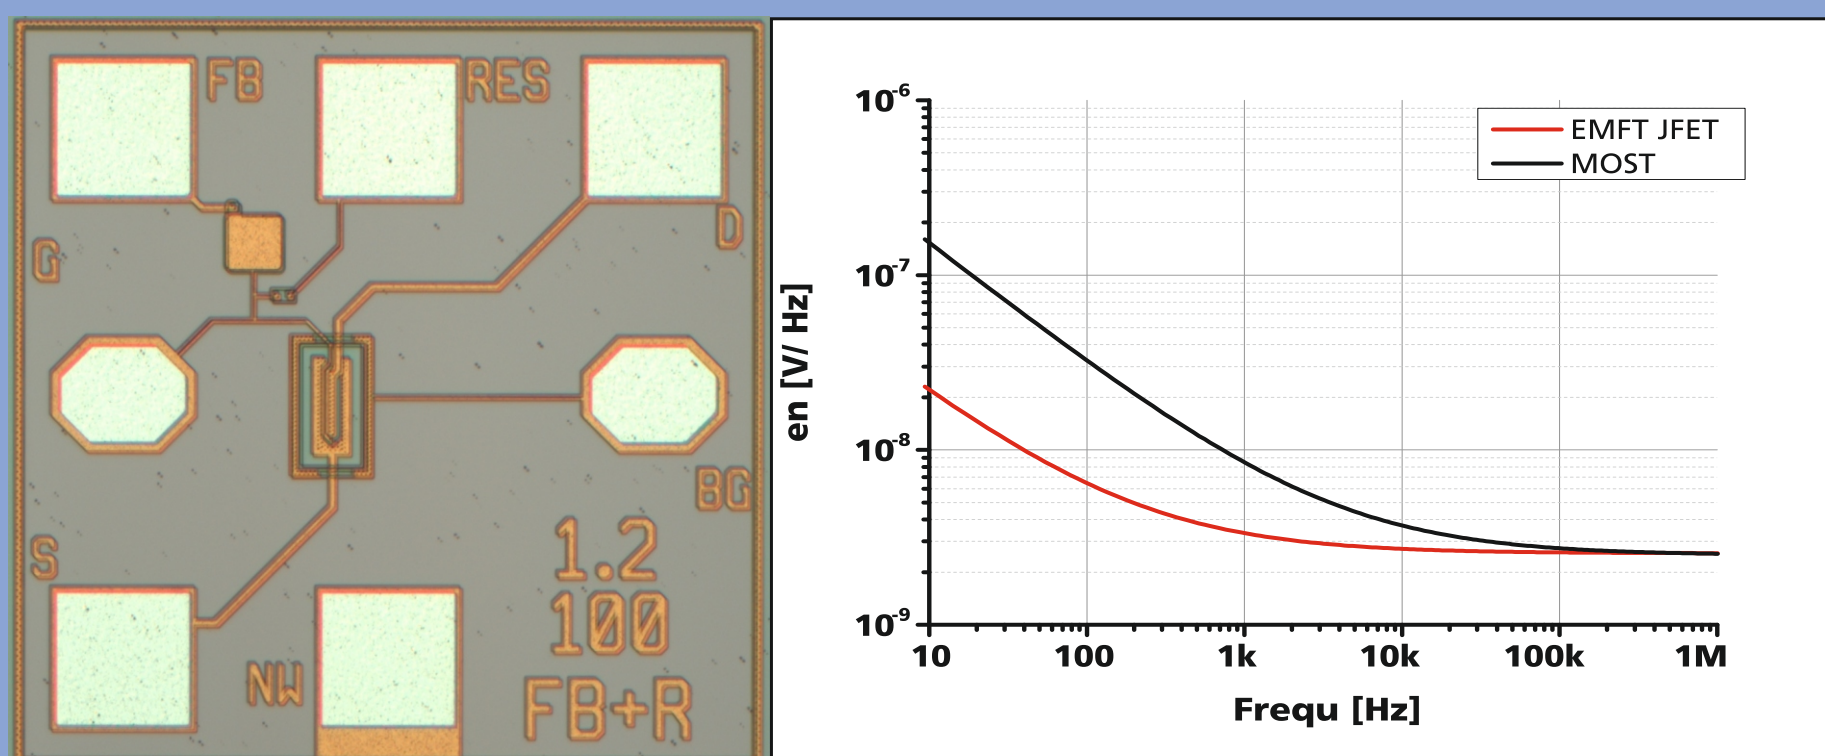 FB
RES
D
G
BG
S
1.2
100
NW
FB+R
10-6
10-7
10-8
10-9
en [V/ Hz]
EMFT JFET
MOST
10 100 1k 10k 100k 1M
Frequ [Hz]